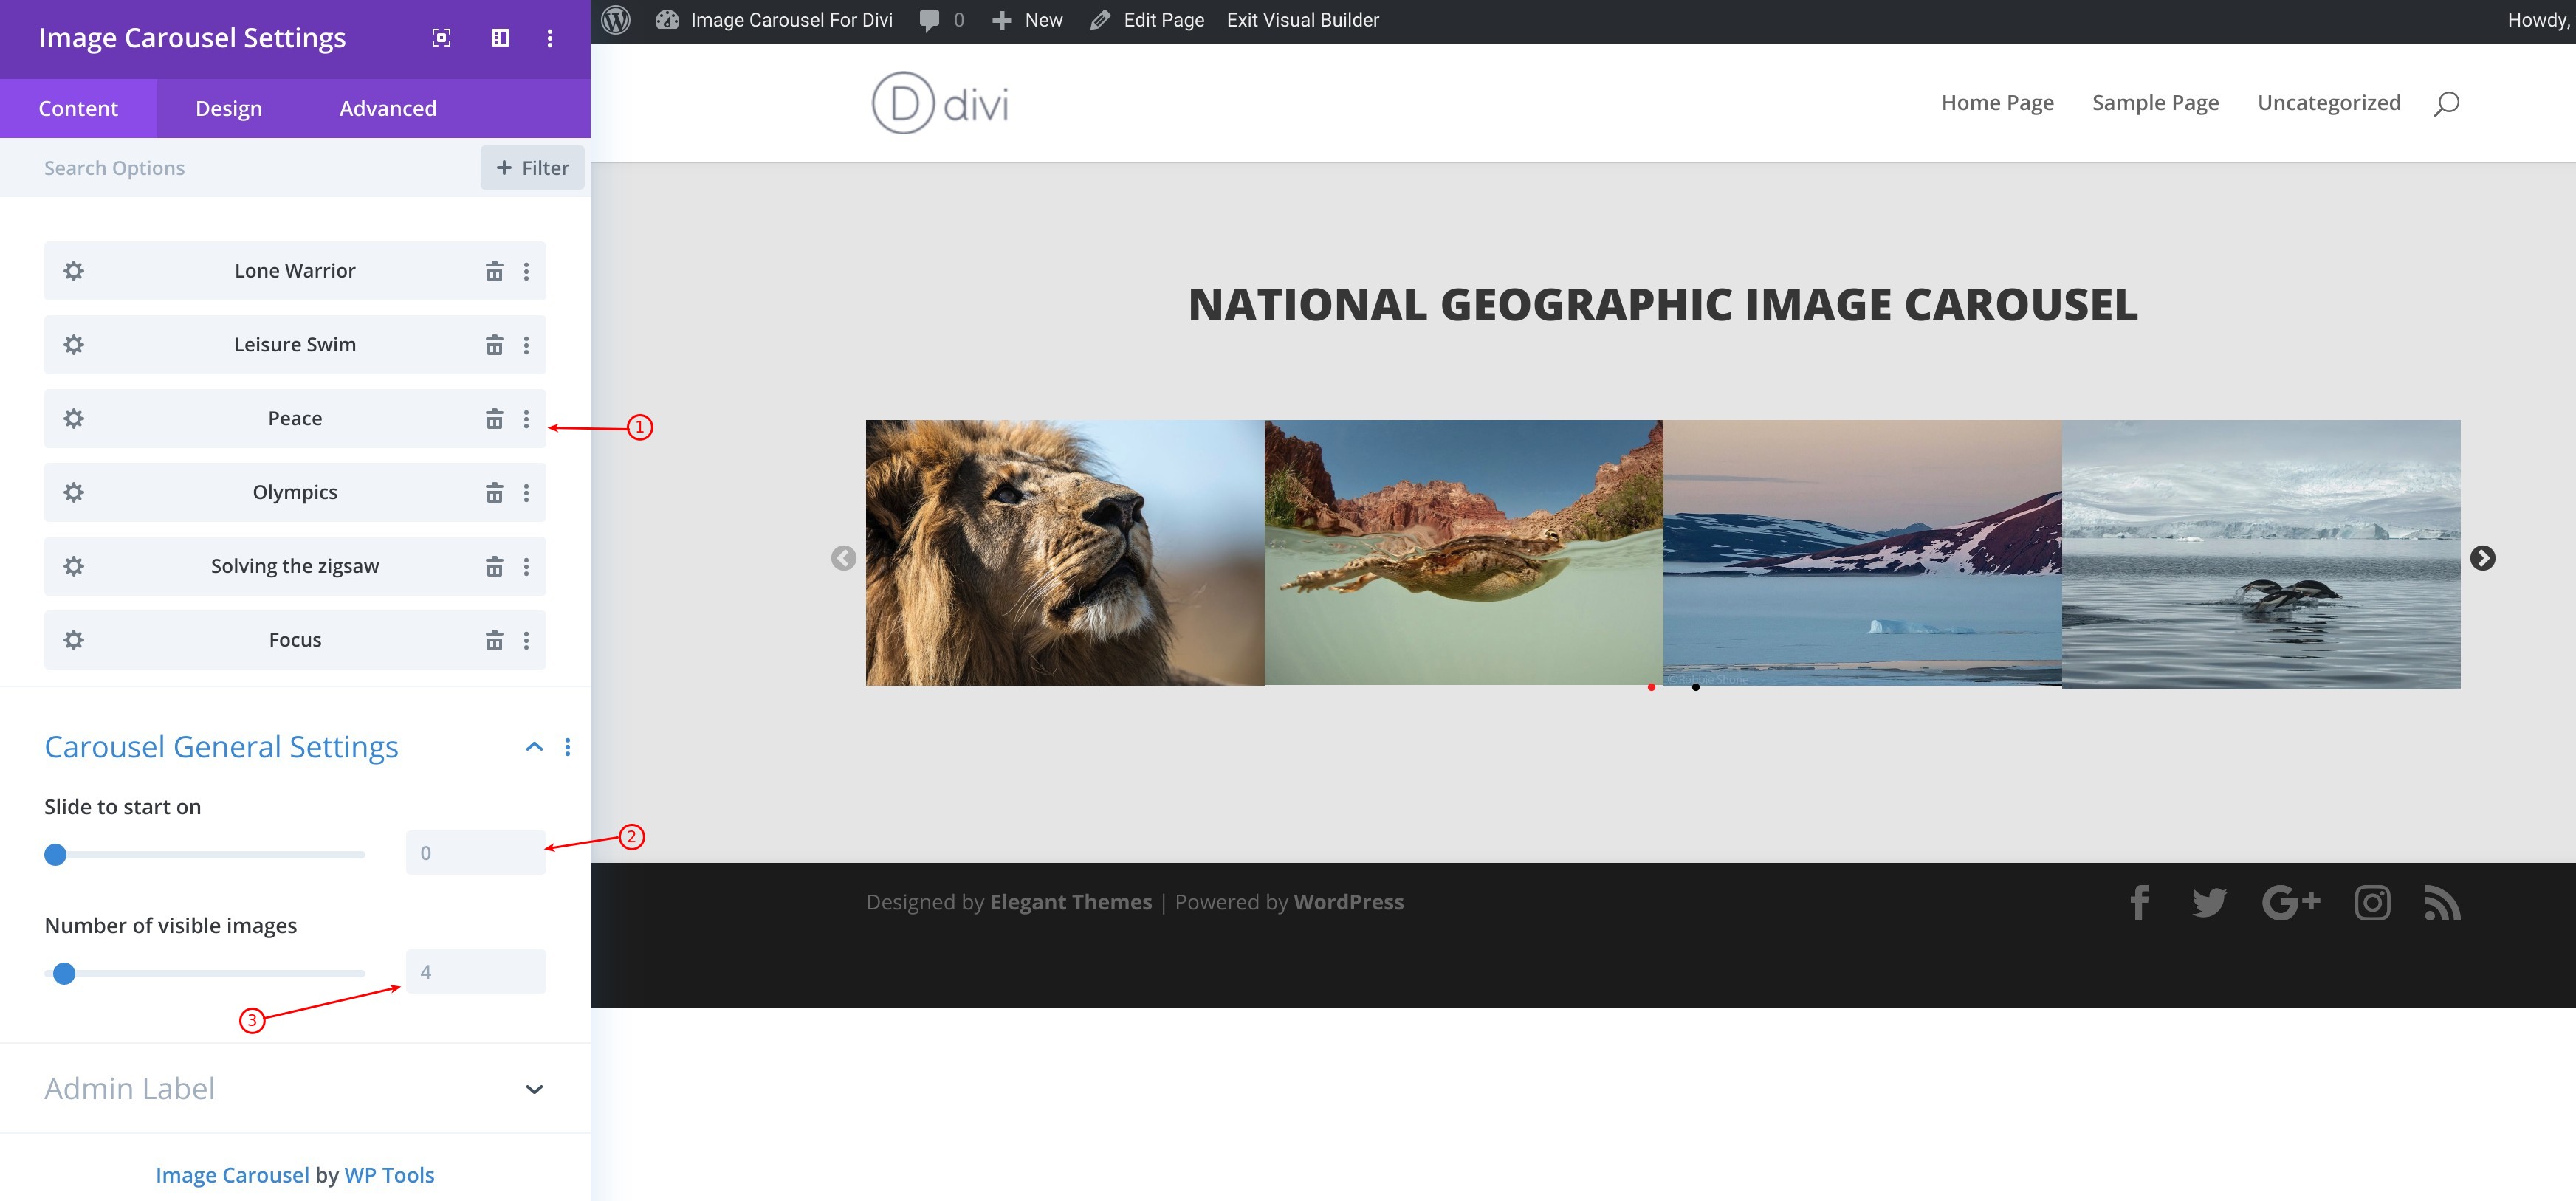 Image Carousel Settings
Content Design Advanced
Search Options + Filter
Lone Warrior
Leisure Swim
Peace
1
Olympics
Solving the zigsaw
Focus
Carousel General Settings
Slide to start on
0
2
Number of visible images
4
3
Admin Label
Image Carousel by WP Tools
Image Carousel For Divi 0 New Edit Page Exit Visual Builder Howdy,
D divi
Home Page Sample Page Uncategorized
NATIONAL GEOGRAPHIC IMAGE CAROUSEL
©Robbie Shone
Designed by Elegant Themes | Powered by WordPress